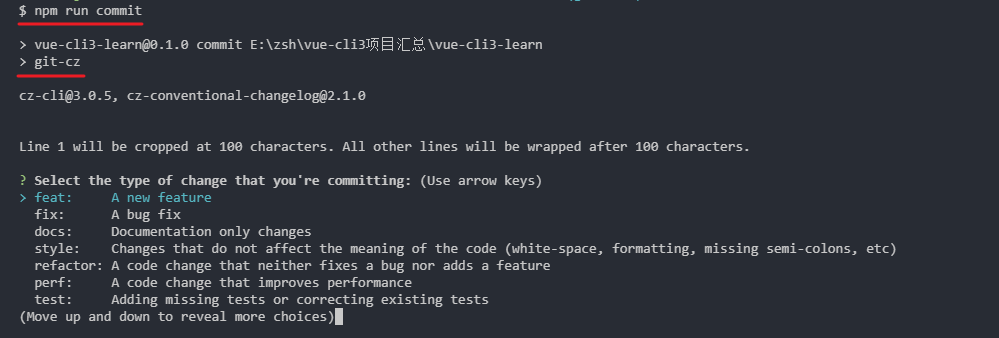 $ npm run commit
> vue-cli3-learn@0.1.0 commit E:\zsh\vue-cli3项目汇总\vue-cli3-learn
> git-cz
cz-cli@3.0.5, cz-conventional-changelog@2.1.0
Line 1 will be cropped at 100 characters. All other lines will be wrapped after 100 characters.
? Select the type of change that you're committing: (Use arrow keys)
> feat:     A new feature
  fix:      A bug fix
  docs:     Documentation only changes
  style:    Changes that do not affect the meaning of the code (white-space, formatting, missing semi-colons, etc)
  refactor: A code change that neither fixes a bug nor adds a feature
  perf:     A code change that improves performance
  test:     Adding missing tests or correcting existing tests
(Move up and down to reveal more choices)